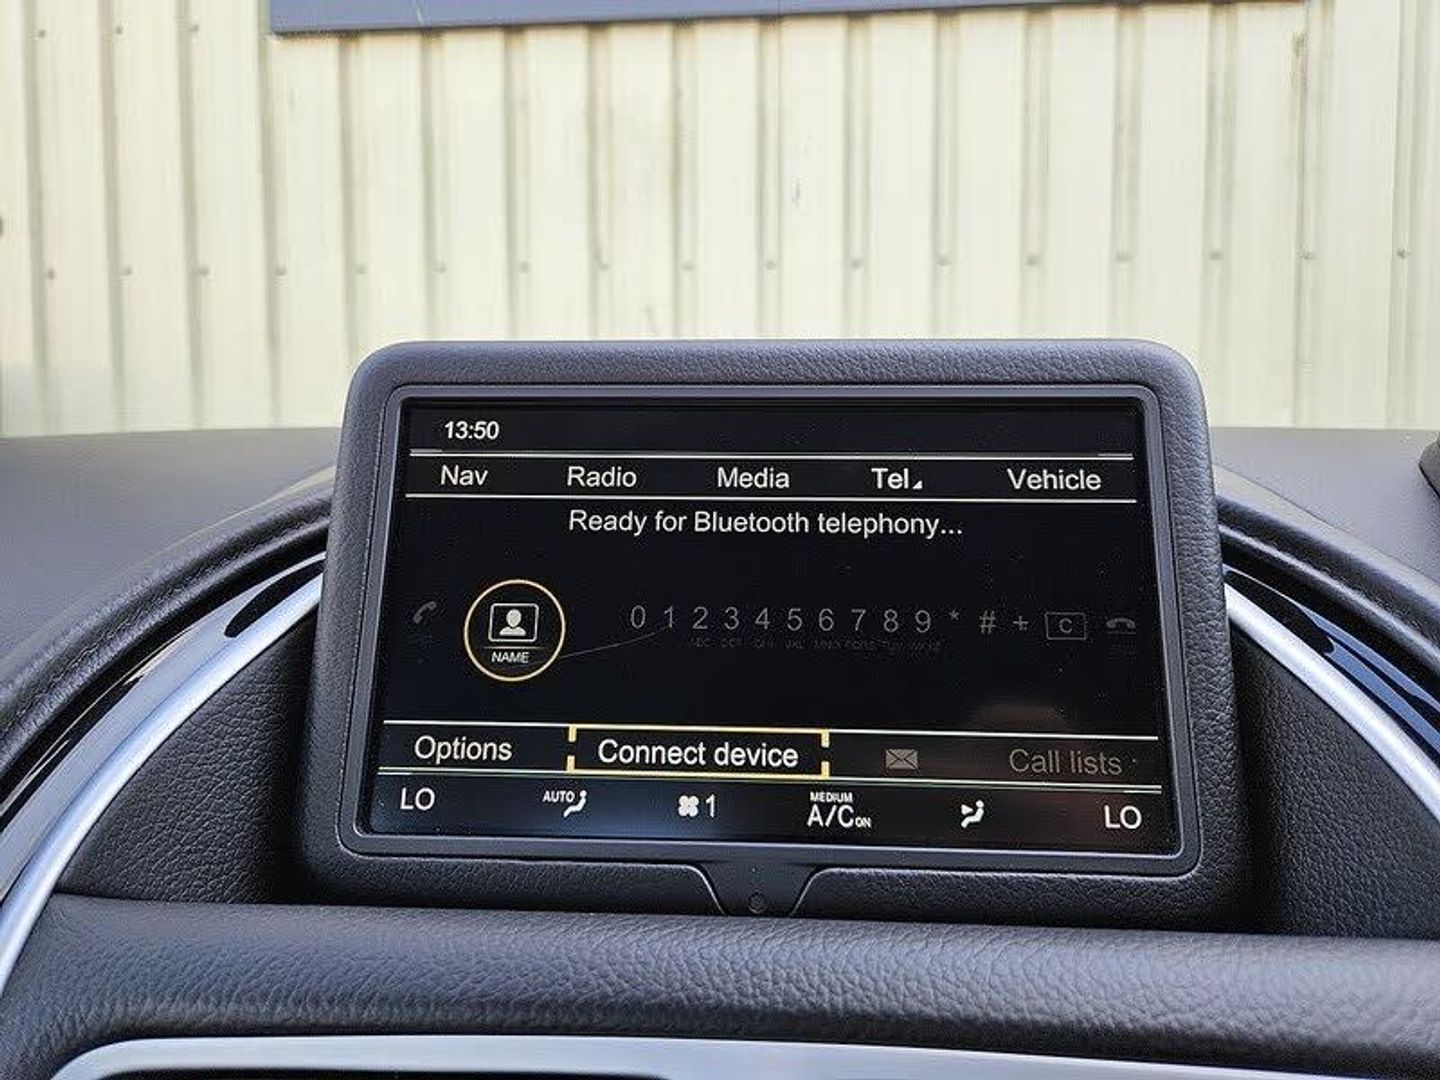 13:50
Nav Radio Media Tel Vehicle
Ready for Bluetooth telephony...
0 1 2 3 4 5 6 7 8 9 * # + C
NAME
Options Connect device Call lists
LO AUTO 1 MEDIUM A/C ON LO